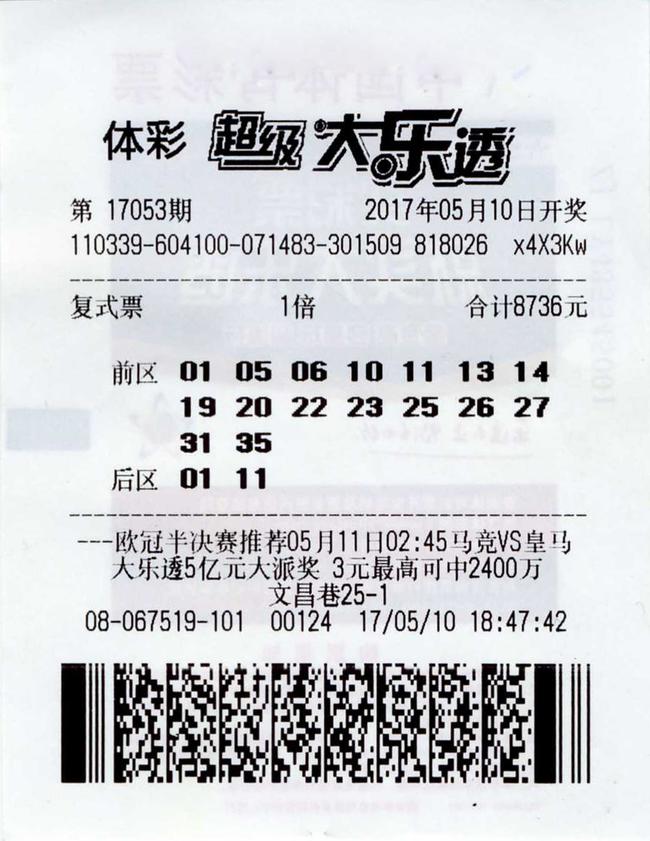 体彩 超级大乐透
第 17053期 2017年05月10日开奖
110339-604100-071483-301509 818026 x4X3Kw
复式票 1倍 合计8736元
前区 01 05 06 10 11 13 14
19 20 22 23 25 26 27
31 35
后区 01 11
---欧冠半决赛推荐05月11日02:45马竞VS皇马
大乐透5亿元大派奖 3元最高可中2400万
文昌巷25-1
08-067519-101 00124 17/05/10 18:47:42